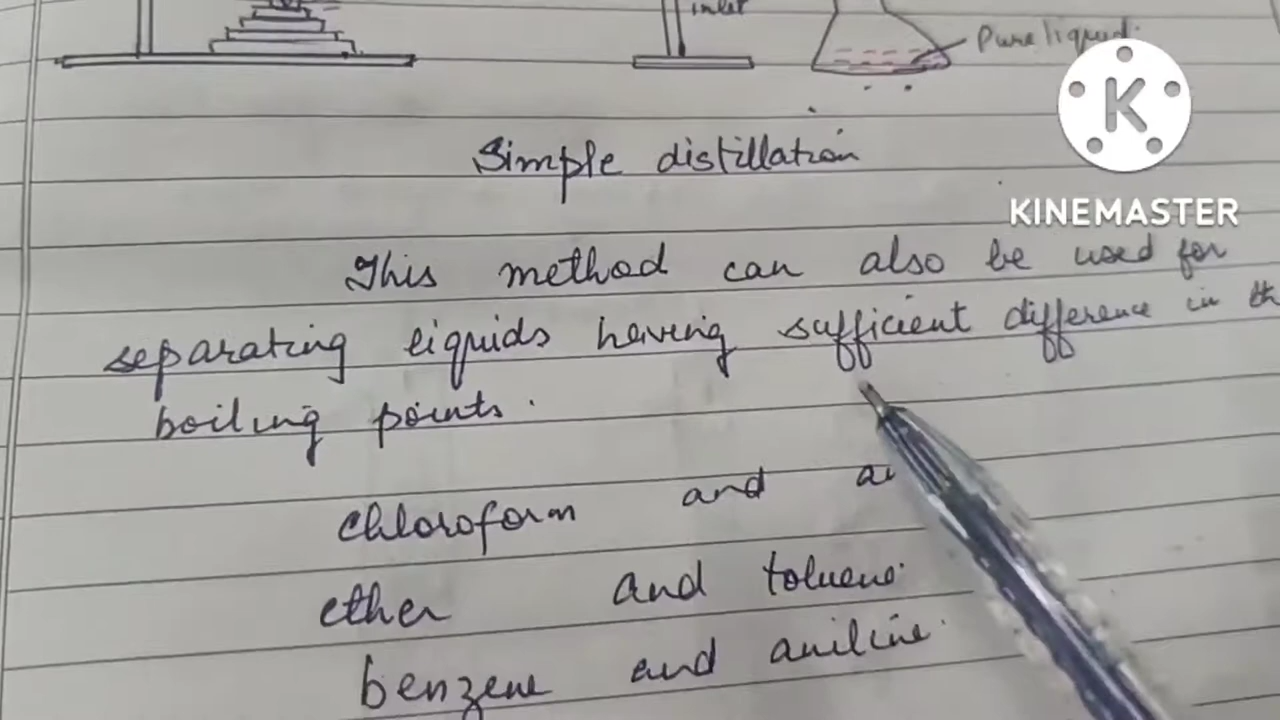 inlet
Pure liquid.
K
KINEMASTER
Simple distillation
This method can also be used for
separating liquids having sufficient difference in
boiling points.
chloroform and
ether and toluene.
benzene and aniline.